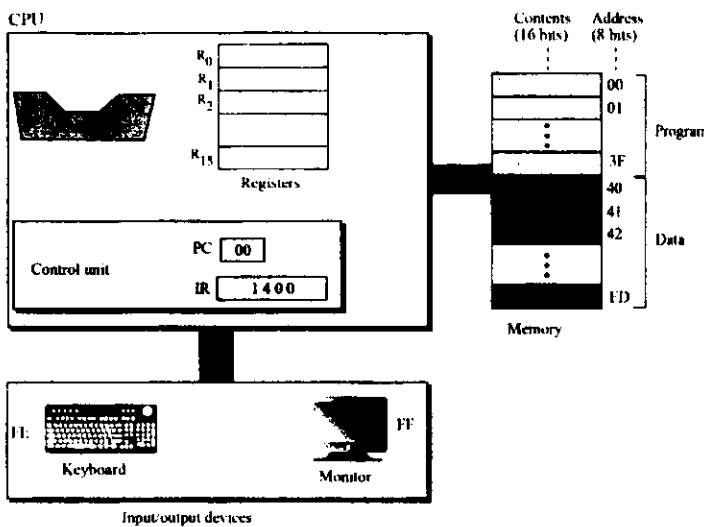 CPU
R0
R1
R2
R15
Registers
Control unit
PC
00
IR
1400
Contents
(16 bits)
Address
(8 bits)
00
01
3F
40
41
42
FD
Program
Data
Memory
FE
Keyboard
FF
Monitor
Input/output devices